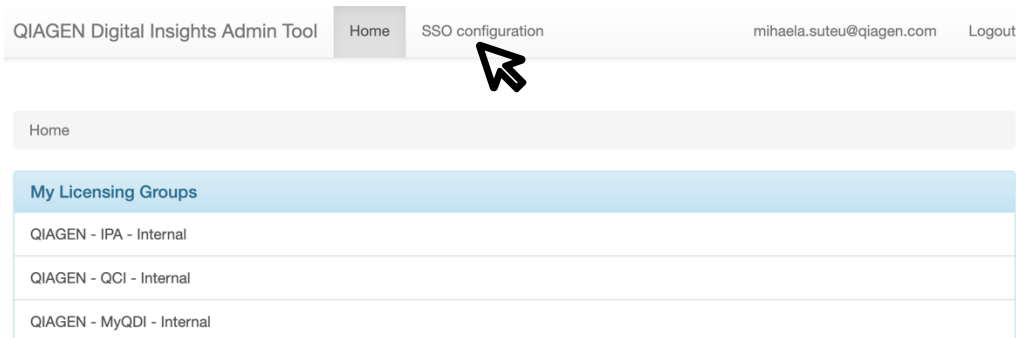 QIAGEN Digital Insights Admin Tool Home SSO configuration mihaela.suteu@qiagen.com Logout
Home
My Licensing Groups
QIAGEN - IPA - Internal
QIAGEN - QCI - Internal
QIAGEN - MyQDI - Internal